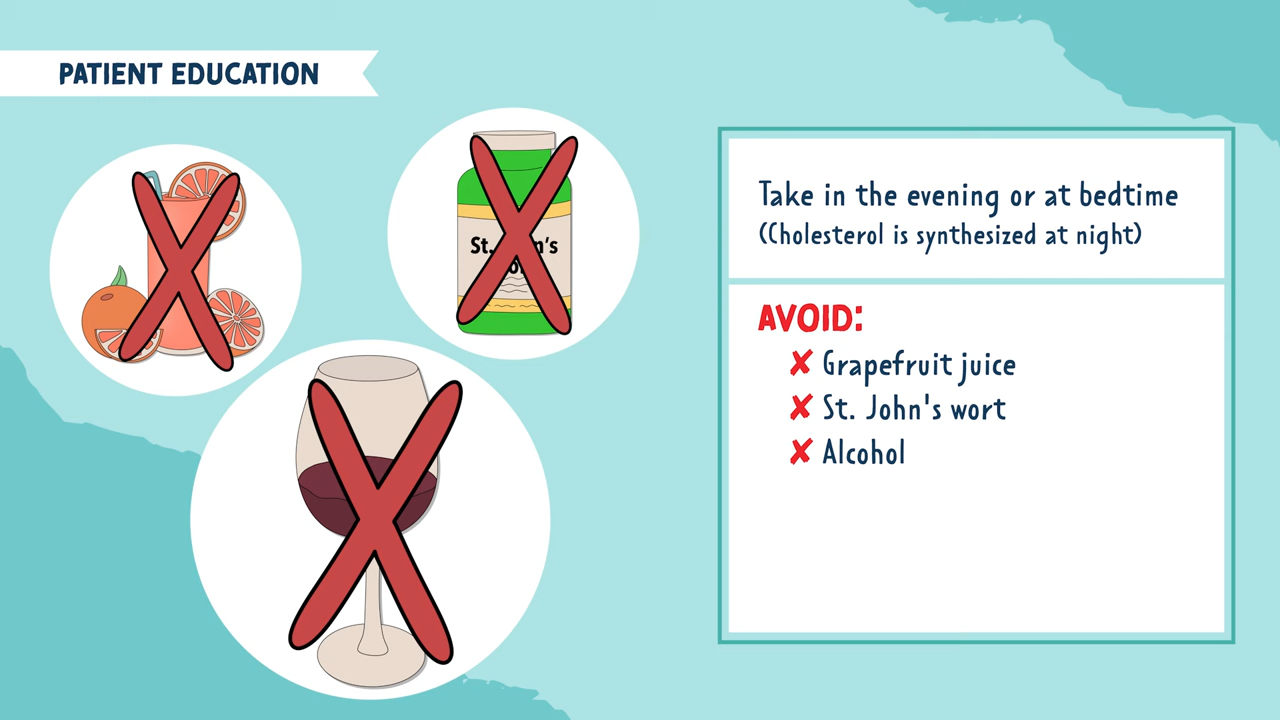 PATIENT EDUCATION
Take in the evening or at bedtime
(Cholesterol is synthesized at night)
AVOID:
✘ Grapefruit juice
✘ St. John's wort
✘ Alcohol
St.
n's